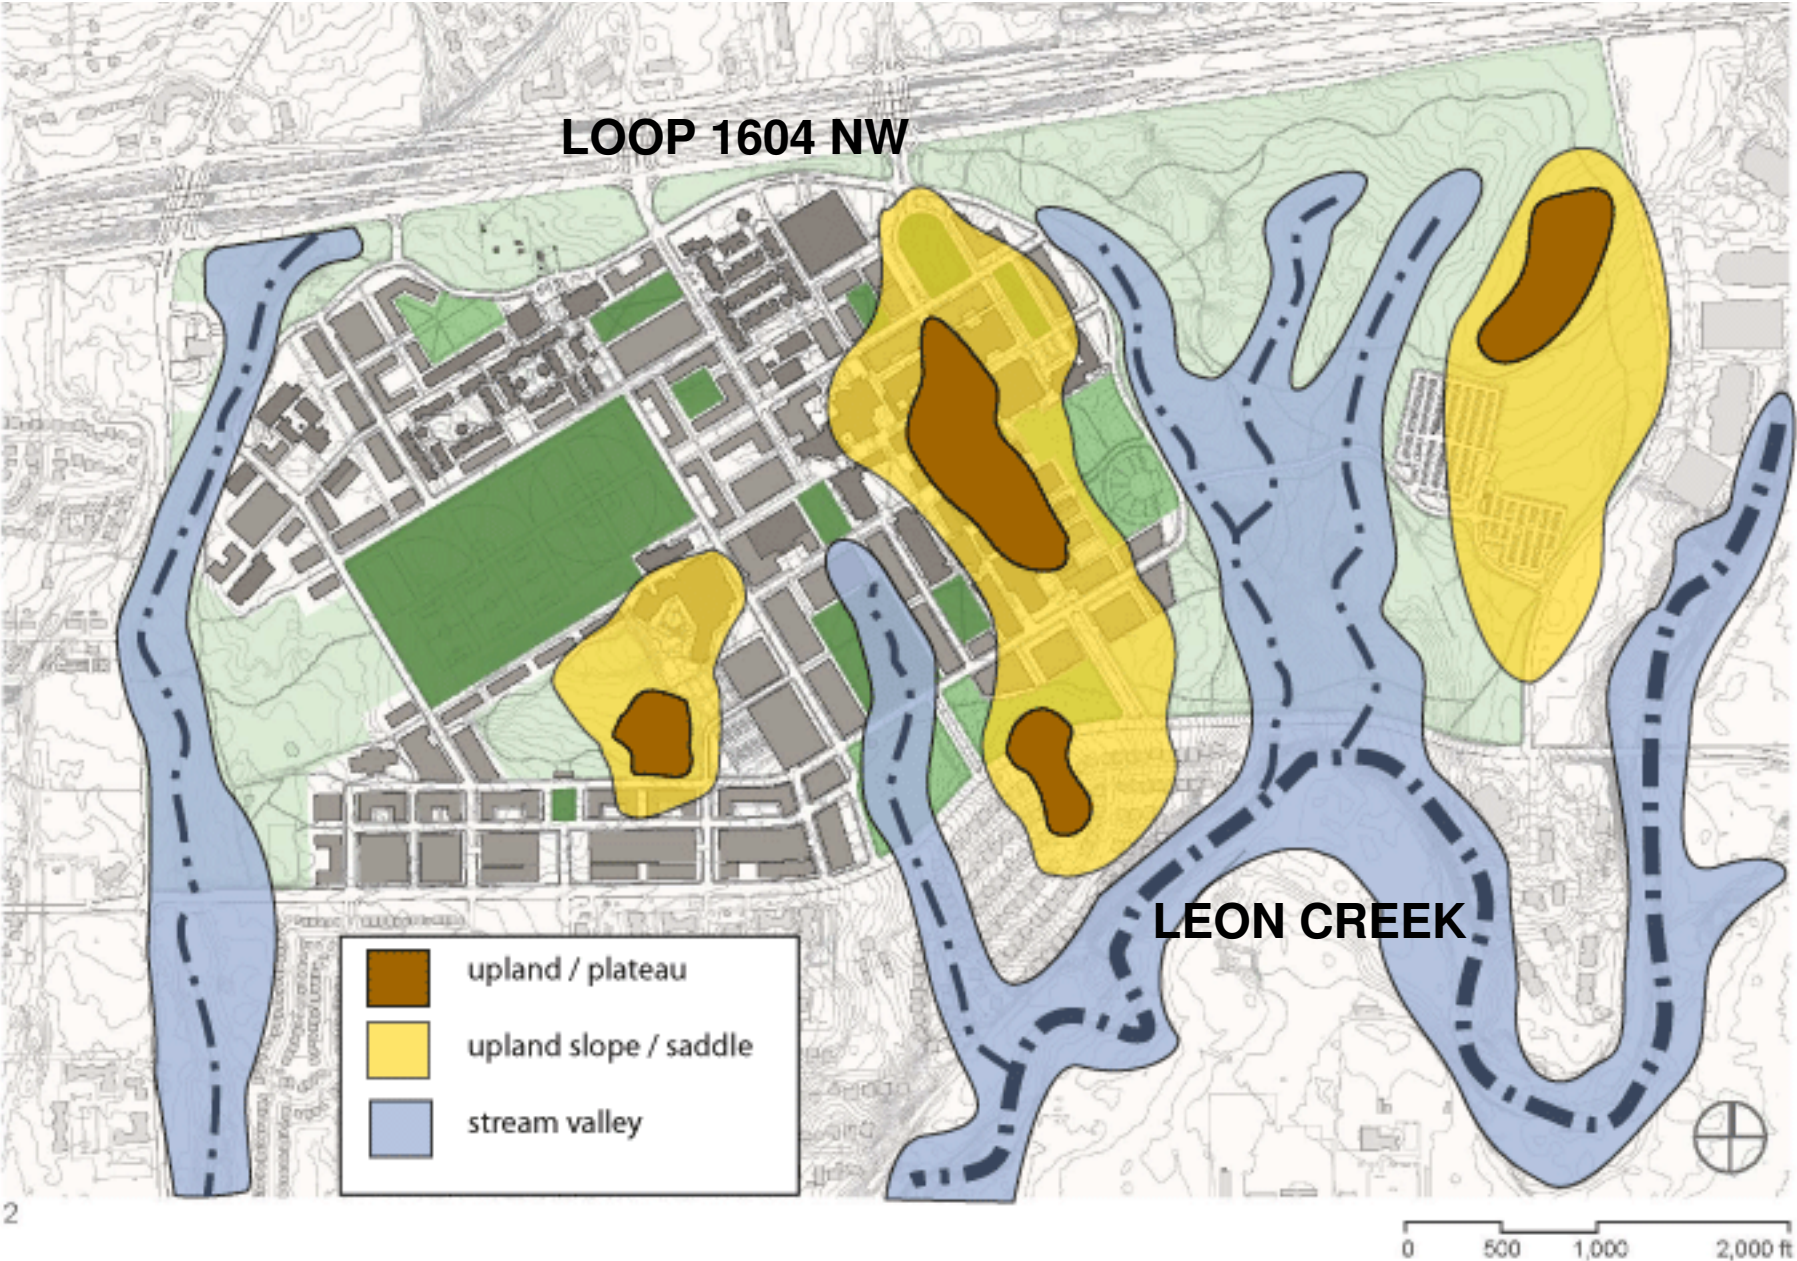 LOOP 1604 NW
LEON CREEK
upland / plateau
upland slope / saddle
stream valley
2
0 500 1,000 2,000 ft